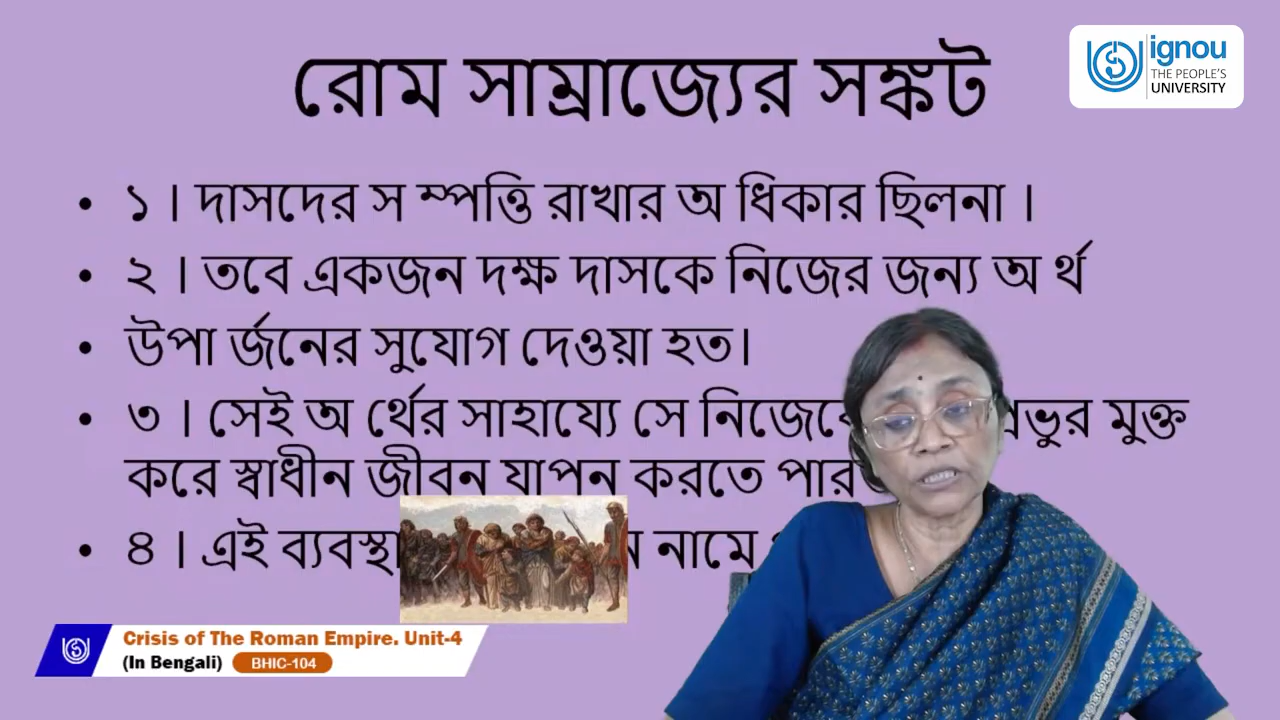 রোম সাম্রাজ্যের সঙ্কট
ignou
THE PEOPLE'S
UNIVERSITY
• ১ । দাসদের স ম্পত্তি রাখার অ ধিকার ছিলনা ।
• ২ । তবে একজন দক্ষ দাসকে নিজের জন্য অ র্থ
• উপা র্জনের সুযোগ দেওয়া হত।
• ৩ । সেই অ র্থের সাহায্যে সে মুক্ত
করে স্বাধীন জীবন যাপন করতে
• ৪ । এই নামে
Crisis of The Roman Empire. Unit-4
(In Bengali) BHIC-104